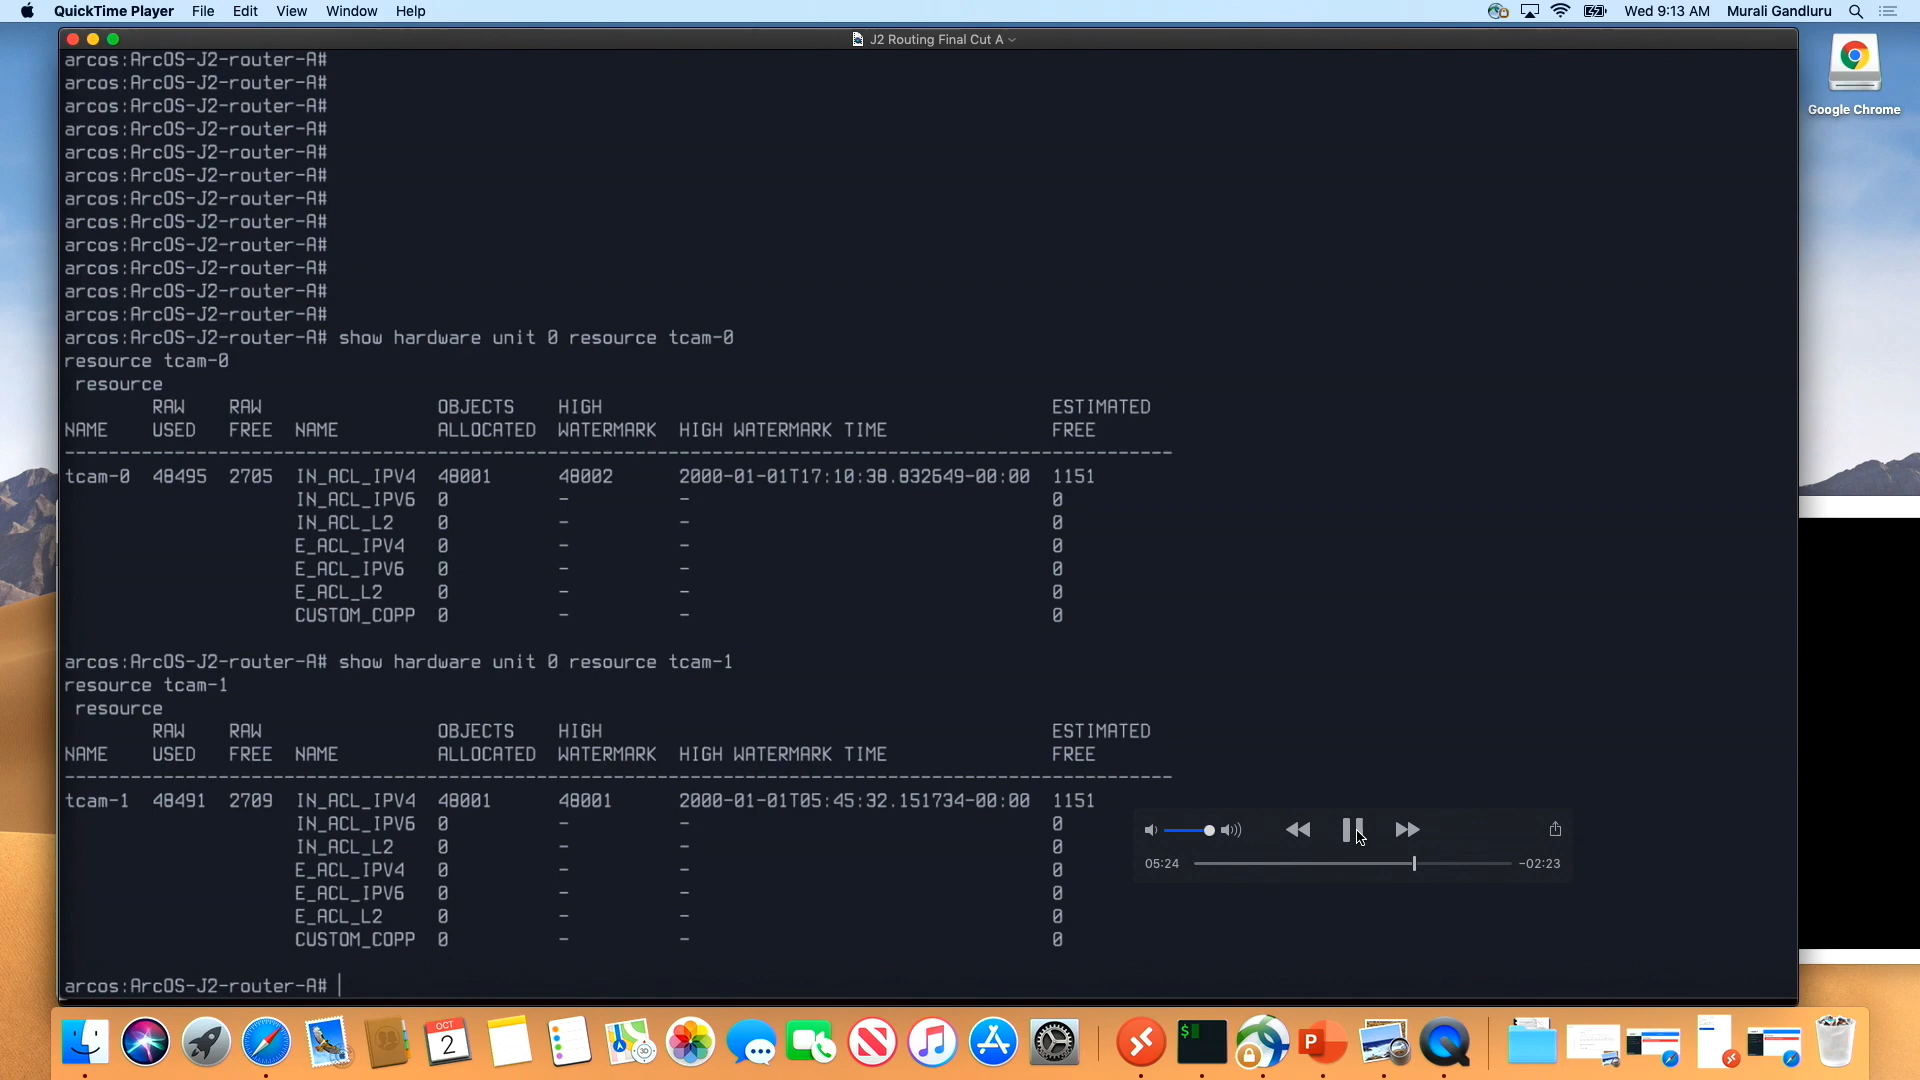 QuickTime Player File Edit View Window Help Wed 9:13 AM Murali Gandluru
J2 Routing Final Cut A
Google Chrome
arcos:ArcOS-J2-router-A#
arcos:ArcOS-J2-router-A#
arcos:ArcOS-J2-router-A#
arcos:ArcOS-J2-router-A#
arcos:ArcOS-J2-router-A#
arcos:ArcOS-J2-router-A#
arcos:ArcOS-J2-router-A#
arcos:ArcOS-J2-router-A#
arcos:ArcOS-J2-router-A#
arcos:ArcOS-J2-router-A#
arcos:ArcOS-J2-router-A#
arcos:ArcOS-J2-router-A#
arcos:ArcOS-J2-router-A# show hardware unit 0 resource tcam-0
resource tcam-0
resource
RAW RAW OBJECTS HIGH ESTIMATED
NAME USED FREE NAME ALLOCATED WATERMARK HIGH WATERMARK TIME FREE
----------------------------------------------------------------------------------------------------
tcam-0 48495 2705 IN_ACL_IPV4 48001 48002 2000-01-01T17:10:38.832649-00:00 1151
IN_ACL_IPV6 0 - - 0
IN_ACL_L2 0 - - 0
E_ACL_IPV4 0 - - 0
E_ACL_IPV6 0 - - 0
E_ACL_L2 0 - - 0
CUSTOM_COPP 0 - - 0
arcos:ArcOS-J2-router-A# show hardware unit 0 resource tcam-1
resource tcam-1
resource
RAW RAW OBJECTS HIGH ESTIMATED
NAME USED FREE NAME ALLOCATED WATERMARK HIGH WATERMARK TIME FREE
----------------------------------------------------------------------------------------------------
tcam-1 48491 2709 IN_ACL_IPV4 48001 48001 2000-01-01T05:45:32.151734-00:00 1151
IN_ACL_IPV6 0 - - 0
IN_ACL_L2 0 - - 0
E_ACL_IPV4 0 - - 0
E_ACL_IPV6 0 - - 0
E_ACL_L2 0 - - 0
CUSTOM_COPP 0 - - 0
05:24 -02:23
arcos:ArcOS-J2-router-A#
OCT
2
3D
$
P